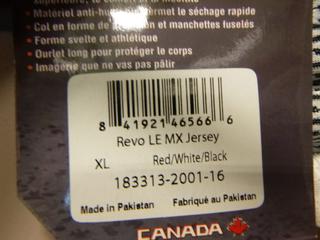 • Matériel anti-humidité permet le séchage rapide
• Col en forme de et manchettes fuselés
• Forme svelte et athlétique
• Ourlet long pour protéger le corps
• Imagerie que ne vas pas pâlir
8 41921 46566 6
Revo LE MX Jersey
XL Red/White/Black
183313-2001-16
Made in Pakistan Fabriqué au Pakistan
CANADA